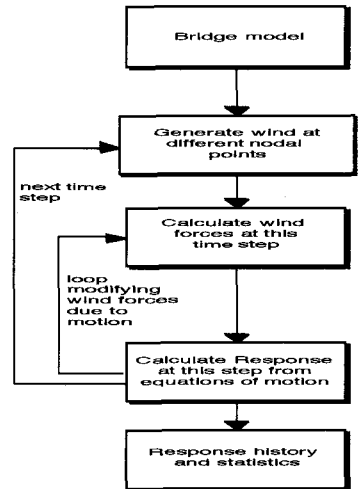 Bridge model
Generate wind at
different nodal
points
next time
step
Calculate wind
forces at this
time step
loop
modifying
wind forces
due to
motion
Calculate Response
at this step from
equations of motion
Response history
and statistics